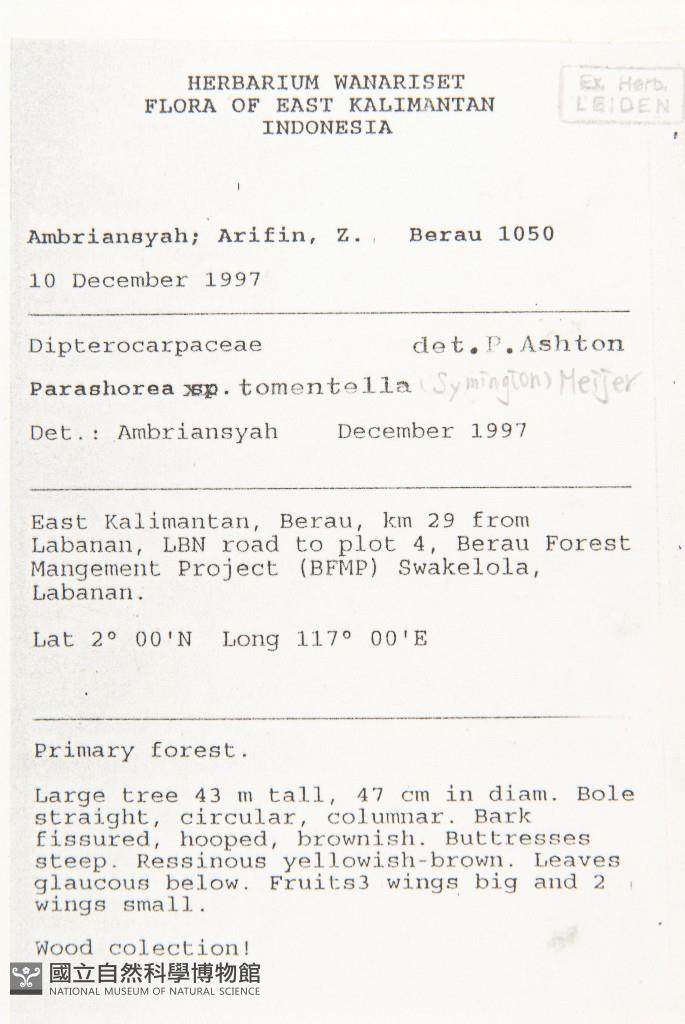 HERBARIUM WANARISET
FLORA OF EAST KALIMANTAN
INDONESIA
Ex. Herb.
LEIDEN
Ambriansyah; Arifin, Z. Berau 1050
10 December 1997
Dipterocarpaceae det. P. Ashton
Parashorea sp. tomentella (Symington) Meijer
Det.: Ambriansyah December 1997
East Kalimantan, Berau, km 29 from
Labanan, LBN road to plot 4, Berau Forest
Mangement Project (BFMP) Swakelola,
Labanan.
Lat 2° 00'N Long 117° 00'E
Primary forest.
Large tree 43 m tall, 47 cm in diam. Bole
straight, circular, columnar. Bark
fissured, hooped, brownish. Buttresses
steep. Ressinous yellowish-brown. Leaves
glaucous below. Fruits3 wings big and 2
wings small.
Wood colection!
國立自然科學博物館
NATIONAL MUSEUM OF NATURAL SCIENCE